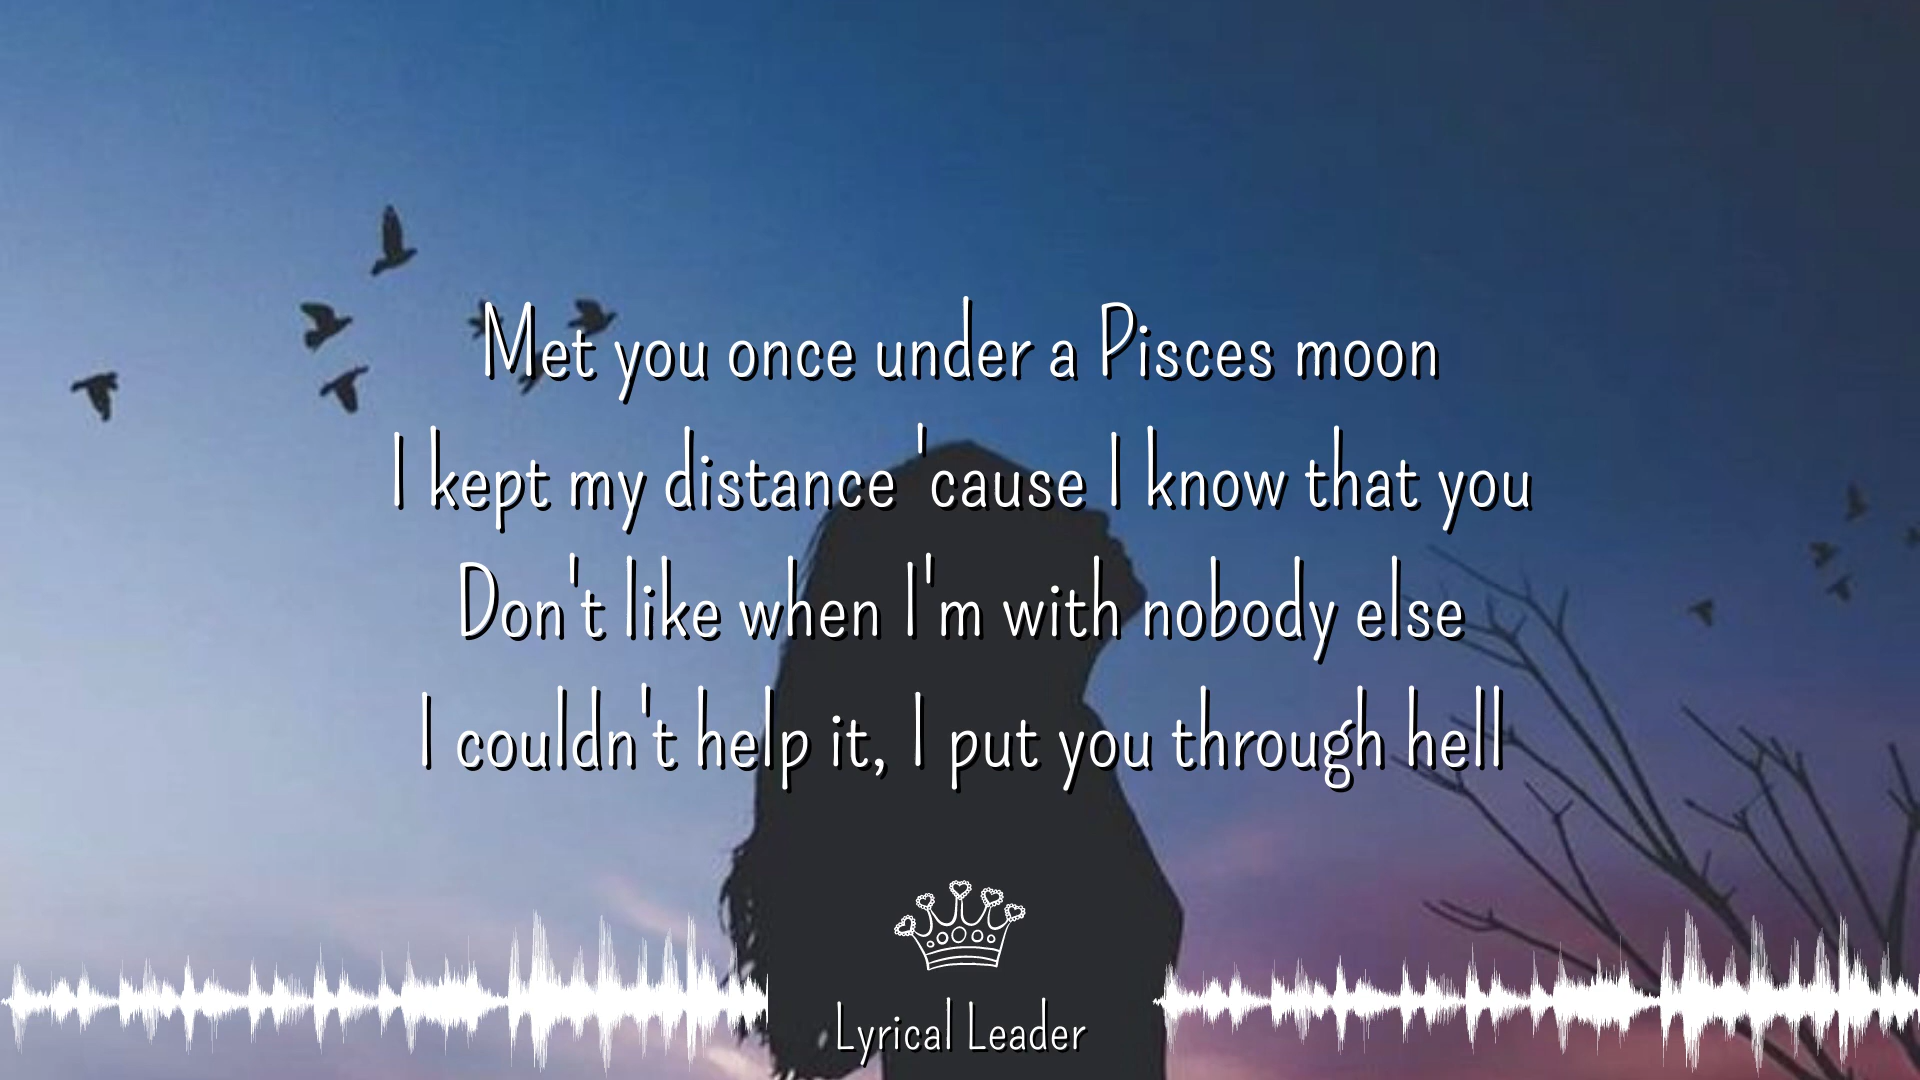 Met you once under a Pisces moon
I kept my distance 'cause I know that you
Don't like when I'm with nobody else
I couldn't help it, I put you through hell
Lyrical Leader